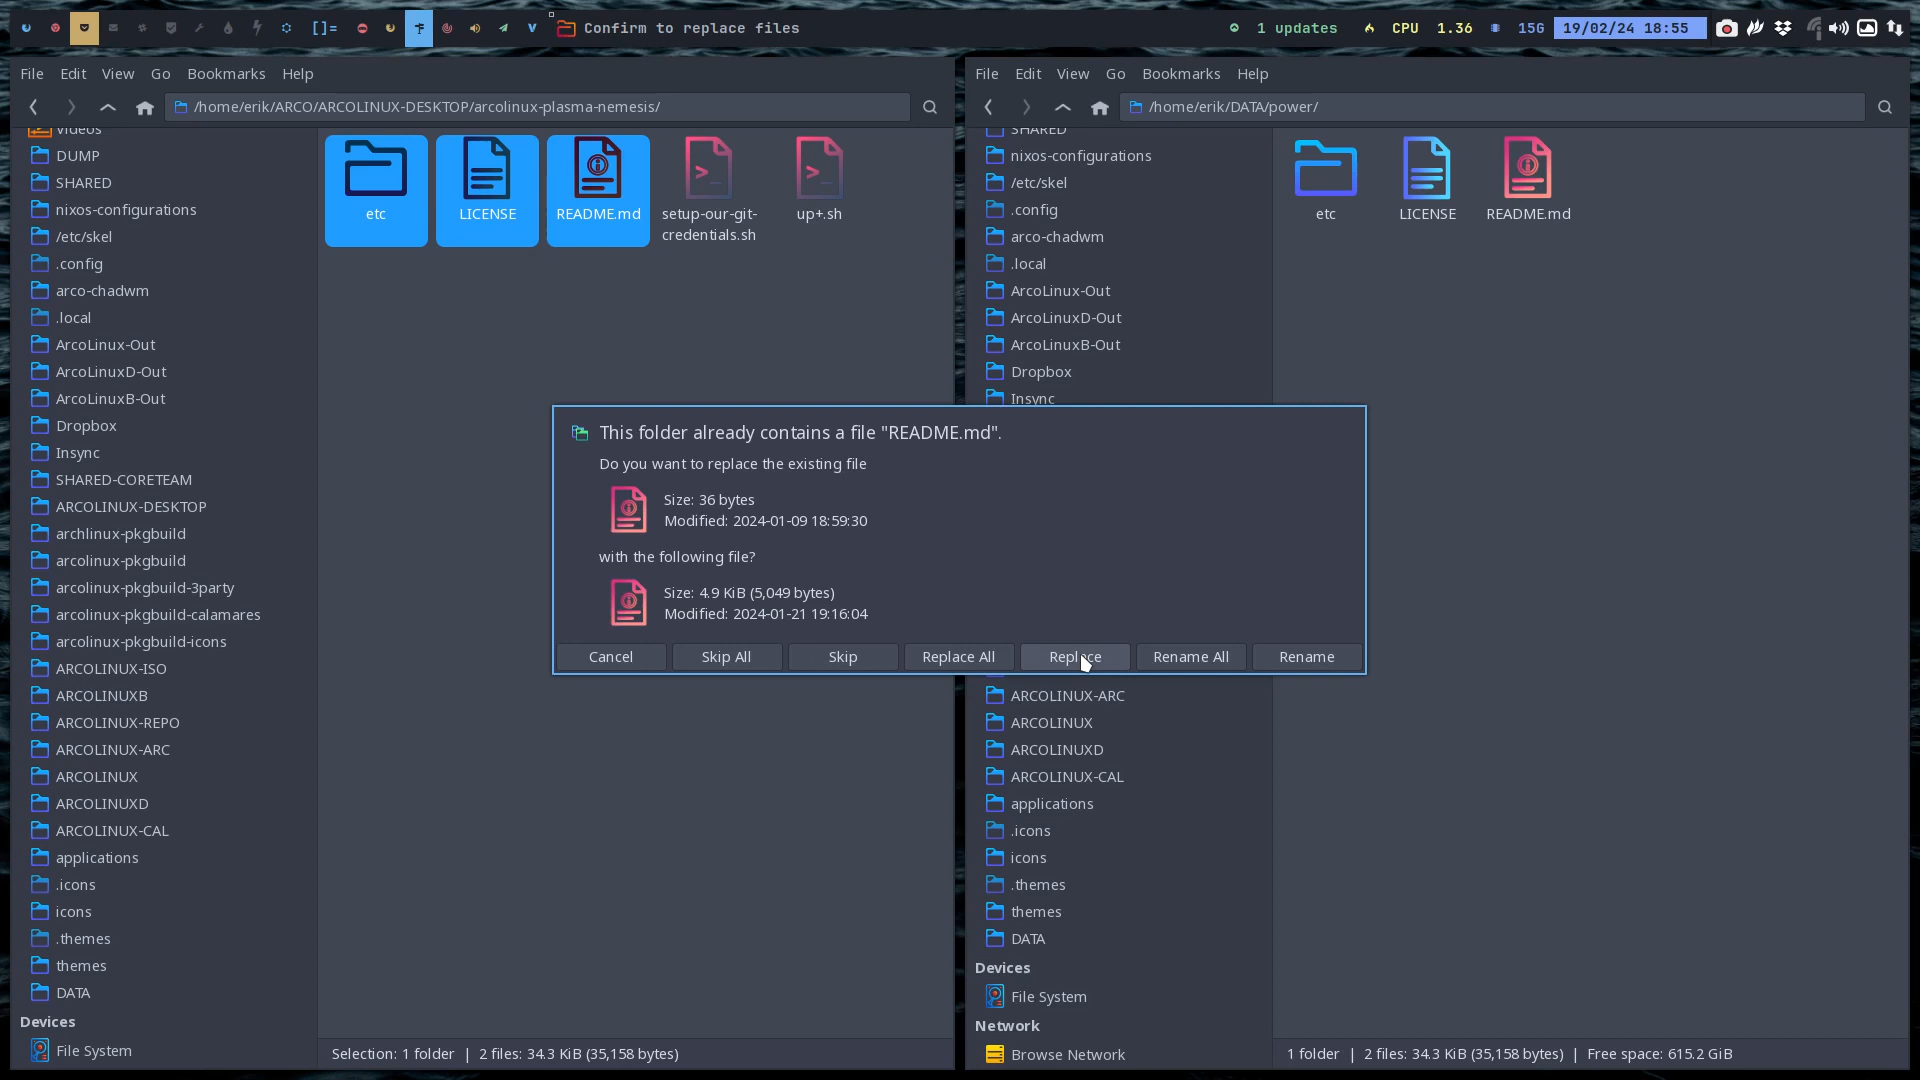 []=
Confirm to replace files
1 updates
CPU 1.36
15G
19/02/24 18:55
File Edit View Go Bookmarks Help
/home/erik/ARCO/ARCOLINUX-DESKTOP/arcolinux-plasma-nemesis/
Videos
DUMP
SHARED
nixos-configurations
/etc/skel
.config
arco-chadwm
.local
ArcoLinux-Out
ArcoLinuxD-Out
ArcoLinuxB-Out
Dropbox
Insync
SHARED-CORETEAM
ARCOLINUX-DESKTOP
archlinux-pkgbuild
arcolinux-pkgbuild
arcolinux-pkgbuild-3party
arcolinux-pkgbuild-calamares
arcolinux-pkgbuild-icons
ARCOLINUX-ISO
ARCOLINUXB
ARCOLINUX-REPO
ARCOLINUX-ARC
ARCOLINUX
ARCOLINUXD
ARCOLINUX-CAL
applications
.icons
icons
.themes
themes
DATA
Devices
File System
etc
LICENSE
README.md
setup-our-git-
credentials.sh
up+.sh
Selection: 1 folder | 2 files: 34.3 KiB (35,158 bytes)
File Edit View Go Bookmarks Help
/home/erik/DATA/power/
SHARED
nixos-configurations
/etc/skel
.config
arco-chadwm
.local
ArcoLinux-Out
ArcoLinuxD-Out
ArcoLinuxB-Out
Dropbox
Insync
ARCOLINUX-ARC
ARCOLINUX
ARCOLINUXD
ARCOLINUX-CAL
applications
.icons
icons
.themes
themes
DATA
Devices
File System
Network
Browse Network
etc
LICENSE
README.md
1 folder | 2 files: 34.3 KiB (35,158 bytes) | Free space: 615.2 GiB
This folder already contains a file "README.md".
Do you want to replace the existing file
Size: 36 bytes
Modified: 2024-01-09 18:59:30
with the following file?
Size: 4.9 KiB (5,049 bytes)
Modified: 2024-01-21 19:16:04
Cancel
Skip All
Skip
Replace All
Replace
Rename All
Rename